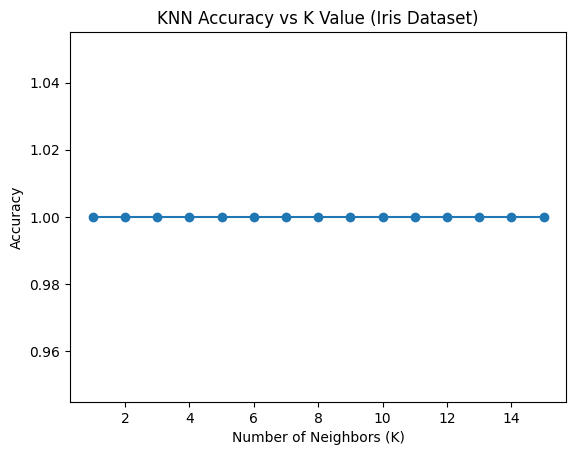 KNN Accuracy vs K Value (Iris Dataset)
1.04
1.02
1.00
0.98
0.96
Accuracy
2 4 6 8 10 12 14
Number of Neighbors (K)